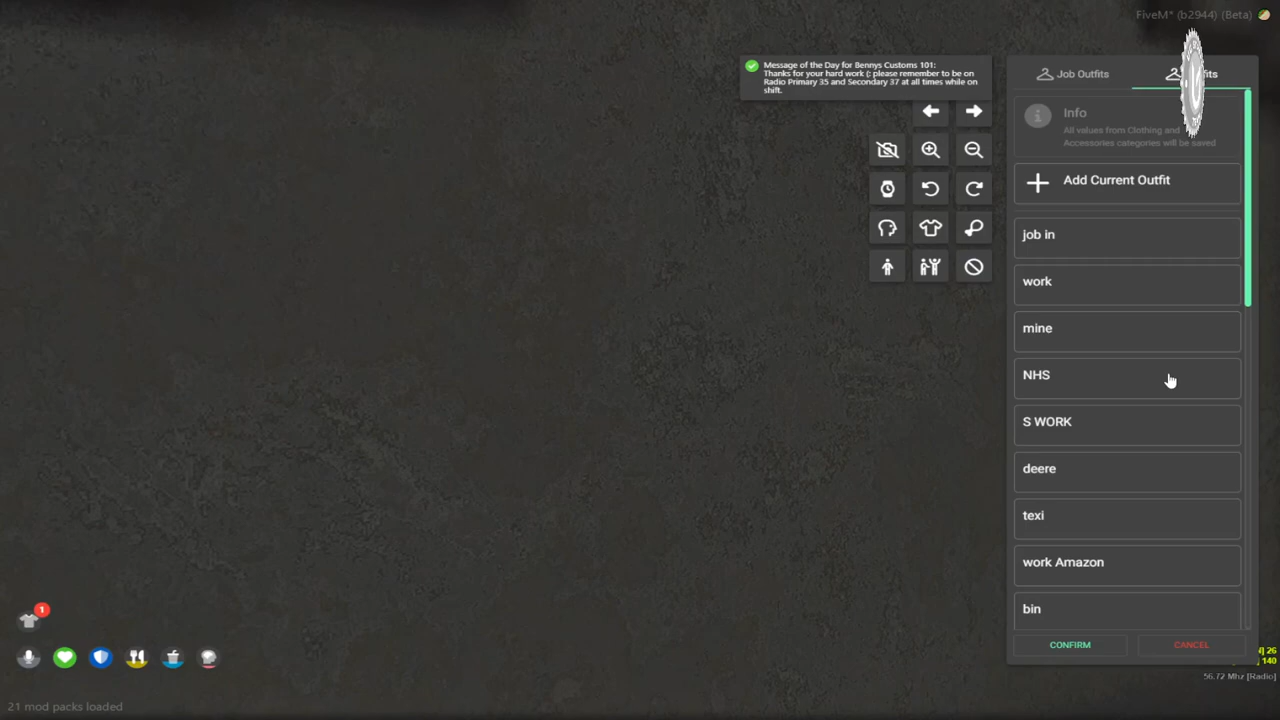 FiveM* (b2944) (Beta)
Message of the Day for Bennys Customs 101:
Thanks for your hard work (: please remember to be on
Radio Primary 35 and Secondary 37 at all times while on
shift.
Job Outfits
Info
All values from Clothing and
Accessories categories will be saved
Add Current Outfit
job in
work
mine
NHS
S WORK
deere
texi
work Amazon
bin
CONFIRM
CANCEL
1
26
140
56.72 Mhz [Radio]
21 mod packs loaded